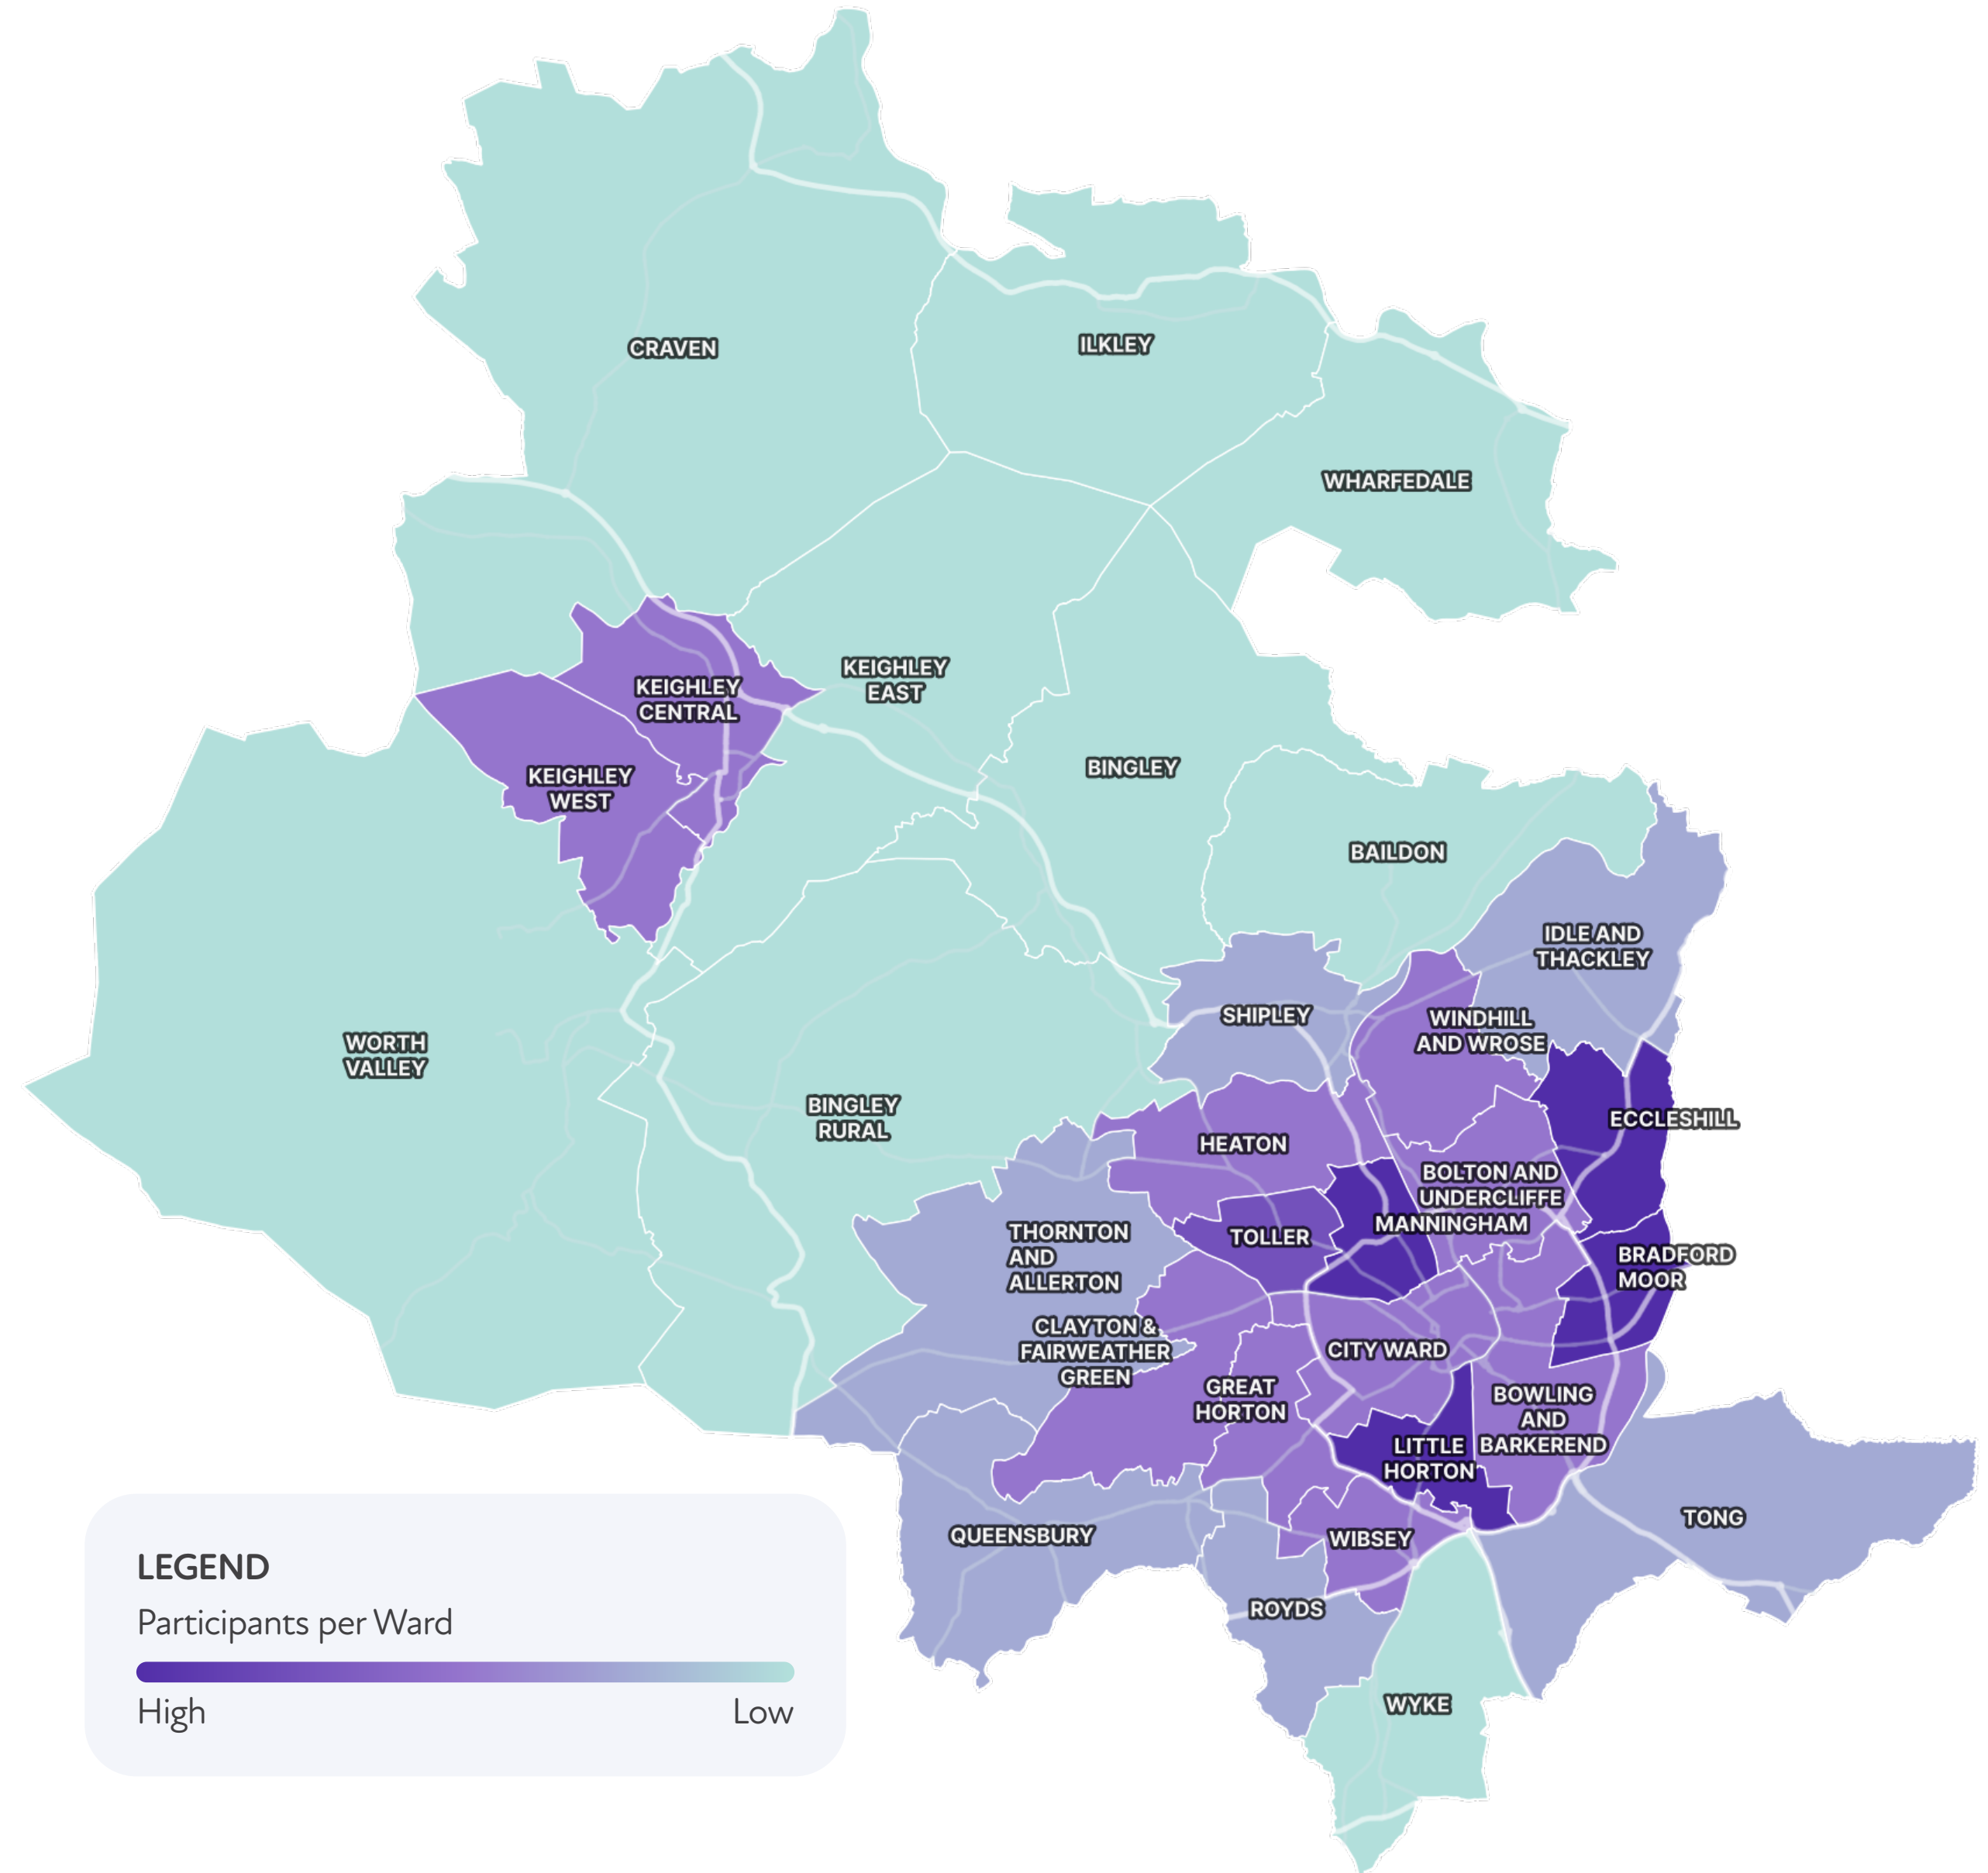 CRAVEN
ILKLEY
WHARFEDALE
KEIGHLEY
EAST
KEIGHLEY
CENTRAL
KEIGHLEY
WEST
BINGLEY
BAILDON
IDLE AND
THACKLEY
SHIPLEY
WINDHILL
AND WROSE
WORTH
VALLEY
BINGLEY
RURAL
ECCLESHILL
HEATON
BOLTON AND
UNDERCLIFFE
MANNINGHAM
THORNTON
AND
ALLERTON
TOLLER
BRADFORD
MOOR
CLAYTON &
FAIRWEATHER
GREEN
CITY WARD
GREAT
HORTON
BOWLING
AND
BARKEREND
LITTLE
HORTON
TONG
QUEENSBURY
WIBSEY
ROYDS
WYKE
LEGEND
Participants per Ward
High
Low